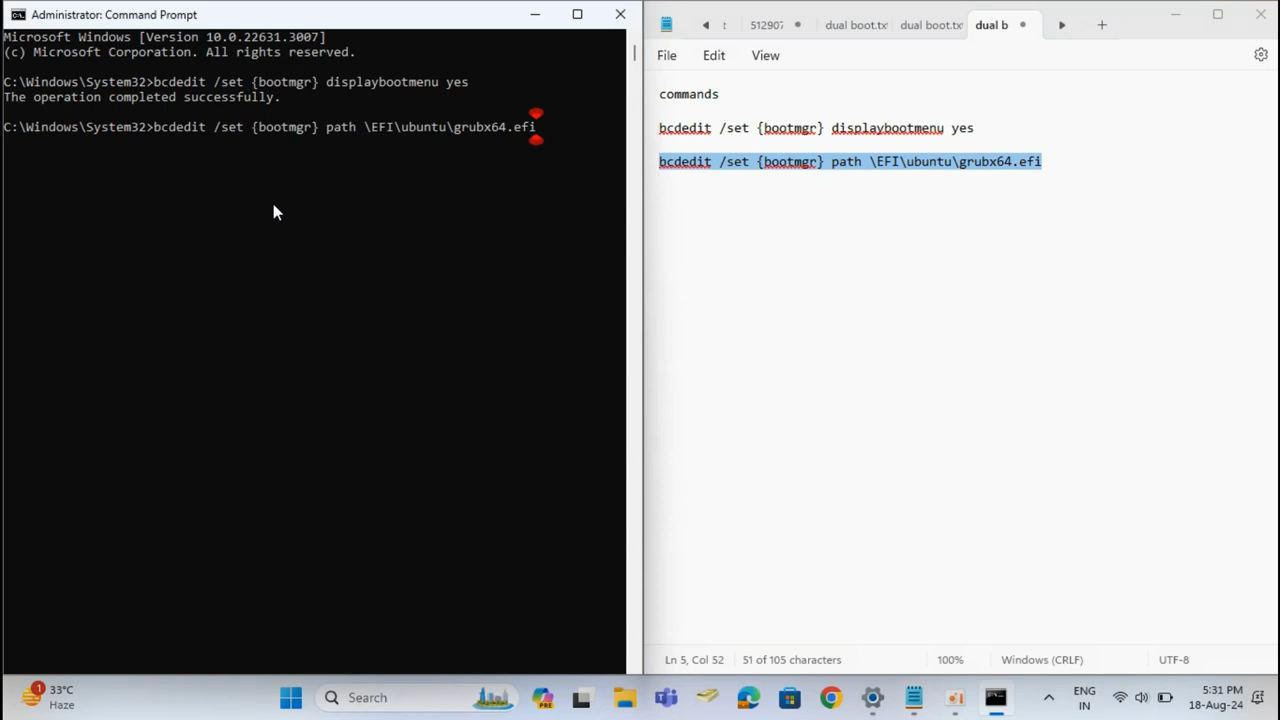 Administrator: Command Prompt
Microsoft Windows [Version 10.0.22631.3007]
(c) Microsoft Corporation. All rights reserved.
C:\Windows\System32>bcdedit /set {bootmgr} displaybootmenu yes
The operation completed successfully.
C:\Windows\System32>bcdedit /set {bootmgr} path \EFI\ubuntu\grubx64.efi
512907 dual boot.tx dual boot.tx dual b
File Edit View
commands
bcdedit /set {bootmgr} displaybootmenu yes
bcdedit /set {bootmgr} path \EFI\ubuntu\grubx64.efi
Ln 5, Col 52 51 of 105 characters 100% Windows (CRLF) UTF-8
1 33°C
Haze
Search
PRE
ENG
IN
5:31 PM
18-Aug-24